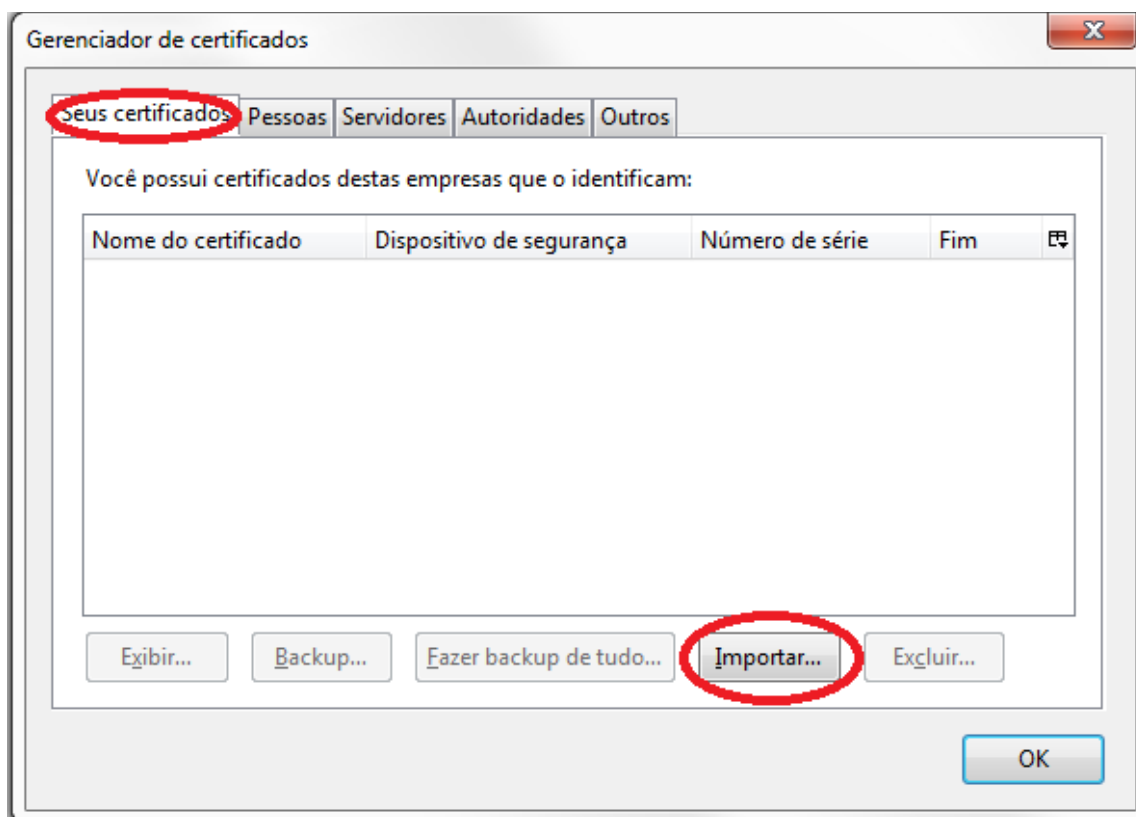 Gerenciador de certificados
Seus certificados Pessoas Servidores Autoridades Outros
Você possui certificados destas empresas que o identificam:
Nome do certificado Dispositivo de segurança Número de série Fim
Exibir... Backup... Fazer backup de tudo... Importar... Excluir...
OK